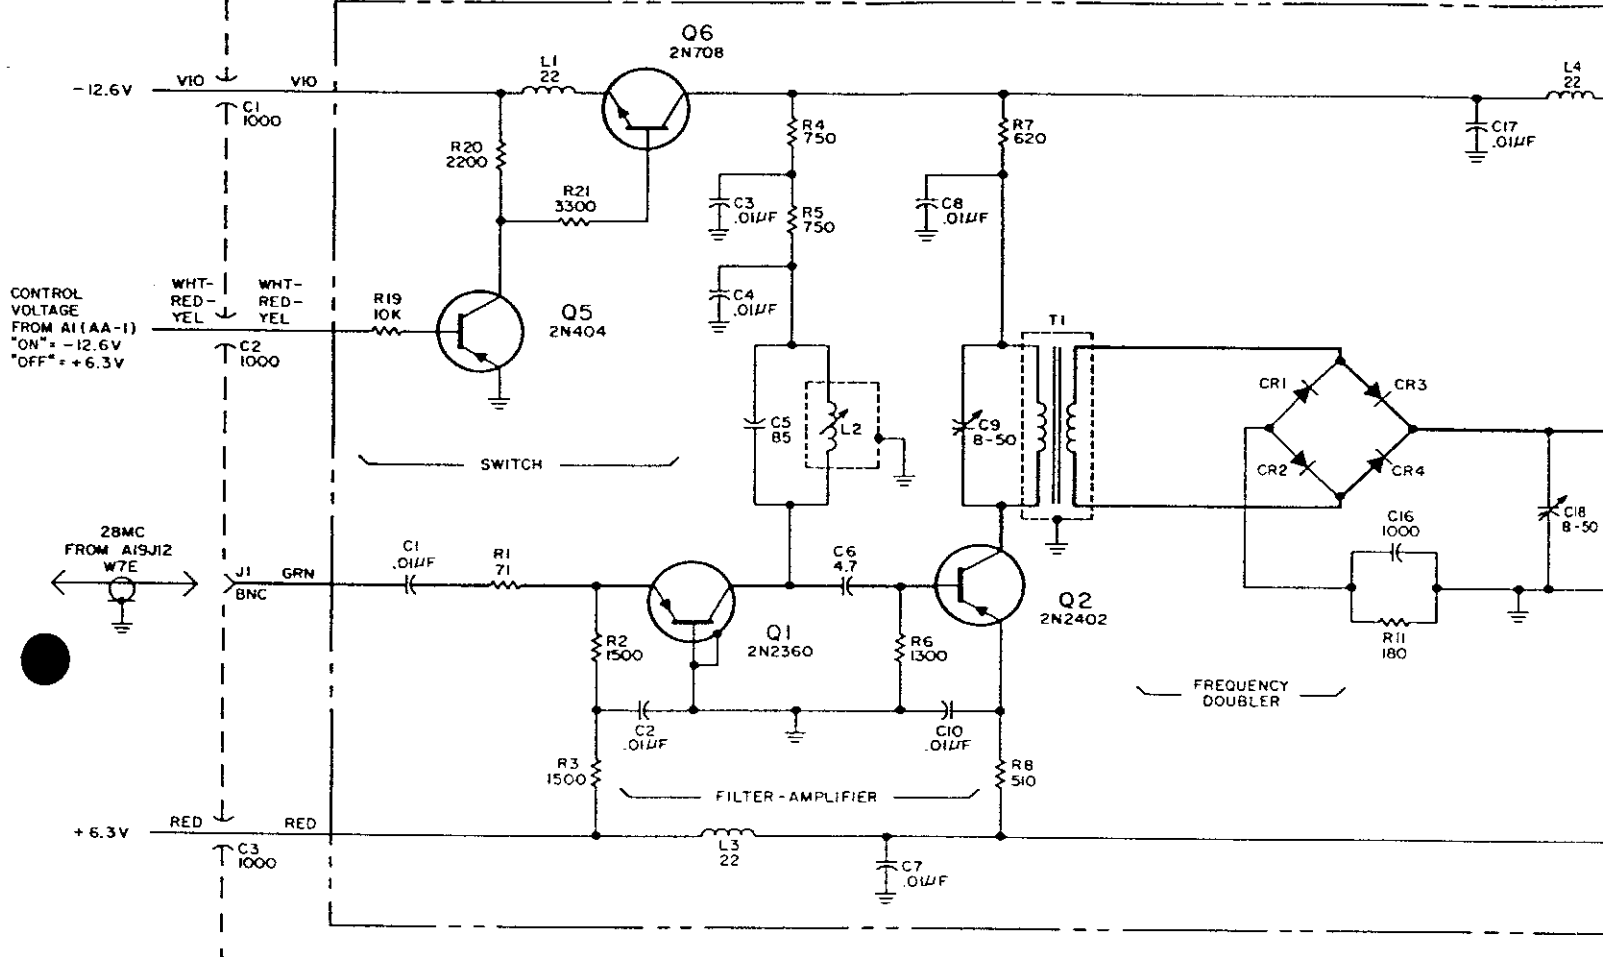 Q6
2N708
L1
22
L4
22
-12.6V
VIO
VIO
C1
1000
R4
750
R7
620
C17
.01µF
R20
2200
R21
3300
C3
.01µF
R5
750
C8
.01µF
CONTROL
VOLTAGE
FROM A1(AA-1)
"ON"= -12.6V
"OFF"= +6.3V
WHT-
RED-
YEL
WHT-
RED-
YEL
C2
1000
R19
10K
Q5
2N404
C4
.01µF
T1
CR1
CR3
C5
85
L2
C9
8-50
CR2
CR4
SWITCH
C18
8-50
C16
1000
28MC
FROM A19J12
W7E
J1
BNC
GRN
C1
.01µF
R1
71
C6
4.7
Q2
2N2402
R2
1500
Q1
2N2360
R6
1300
R11
180
FREQUENCY
DOUBLER
C2
.01µF
C10
.01µF
R3
1500
R8
510
FILTER-AMPLIFIER
+6.3V
RED
RED
C3
1000
L3
22
C7
.01µF